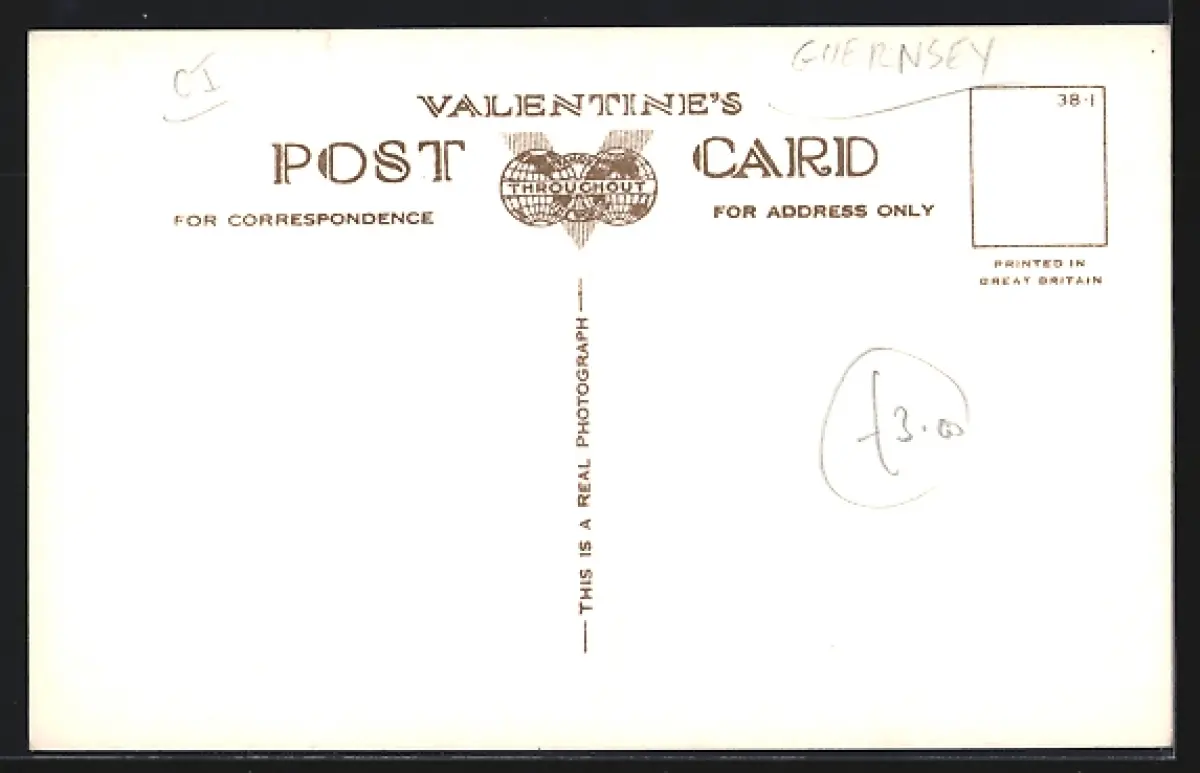 GUERNSEY
CI
VALENTINE'S
38-1
POST CARD
THROUGHOUT
FOR CORRESPONDENCE
FOR ADDRESS ONLY
PRINTED IN
GREAT BRITAIN
THIS IS A REAL PHOTOGRAPH
£3.00